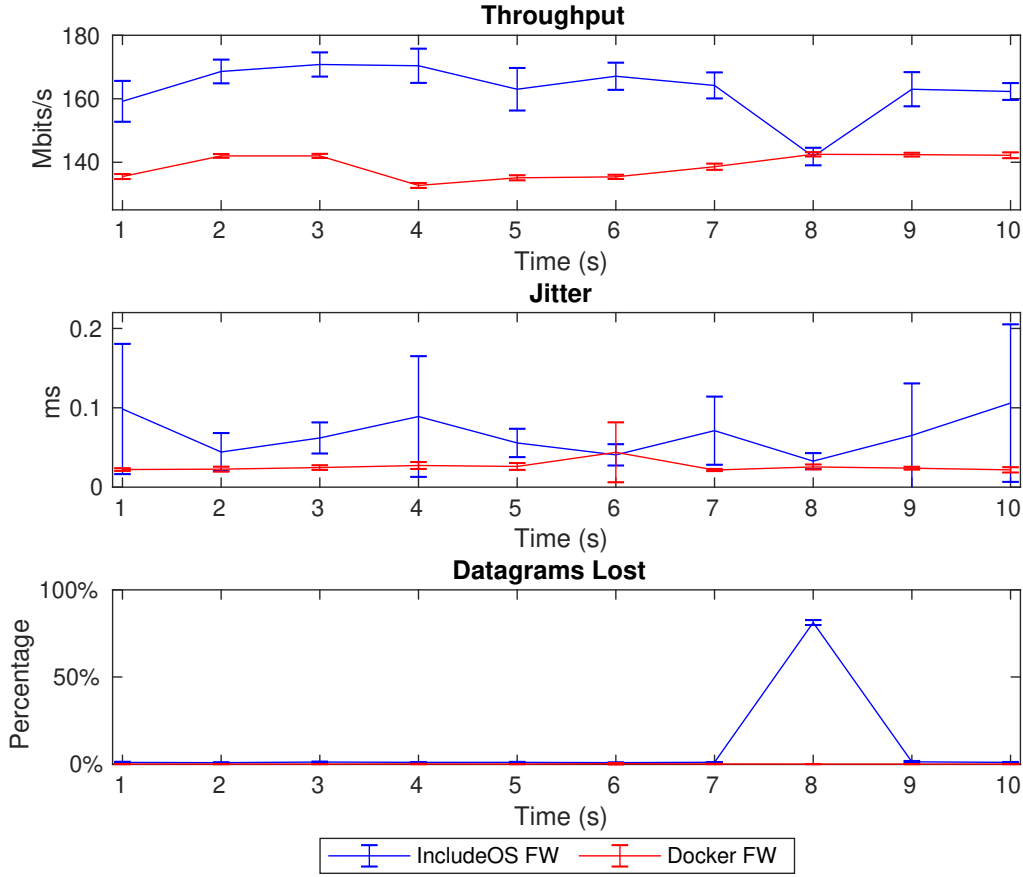 Throughput
180
160
140
Mbits/s
1 2 3 4 5 6 7 8 9 10
Time (s)
Jitter
0.2
0.1
0
ms
1 2 3 4 5 6 7 8 9 10
Time (s)
Datagrams Lost
100%
50%
0%
Percentage
1 2 3 4 5 6 7 8 9 10
Time (s)
IncludeOS FW Docker FW